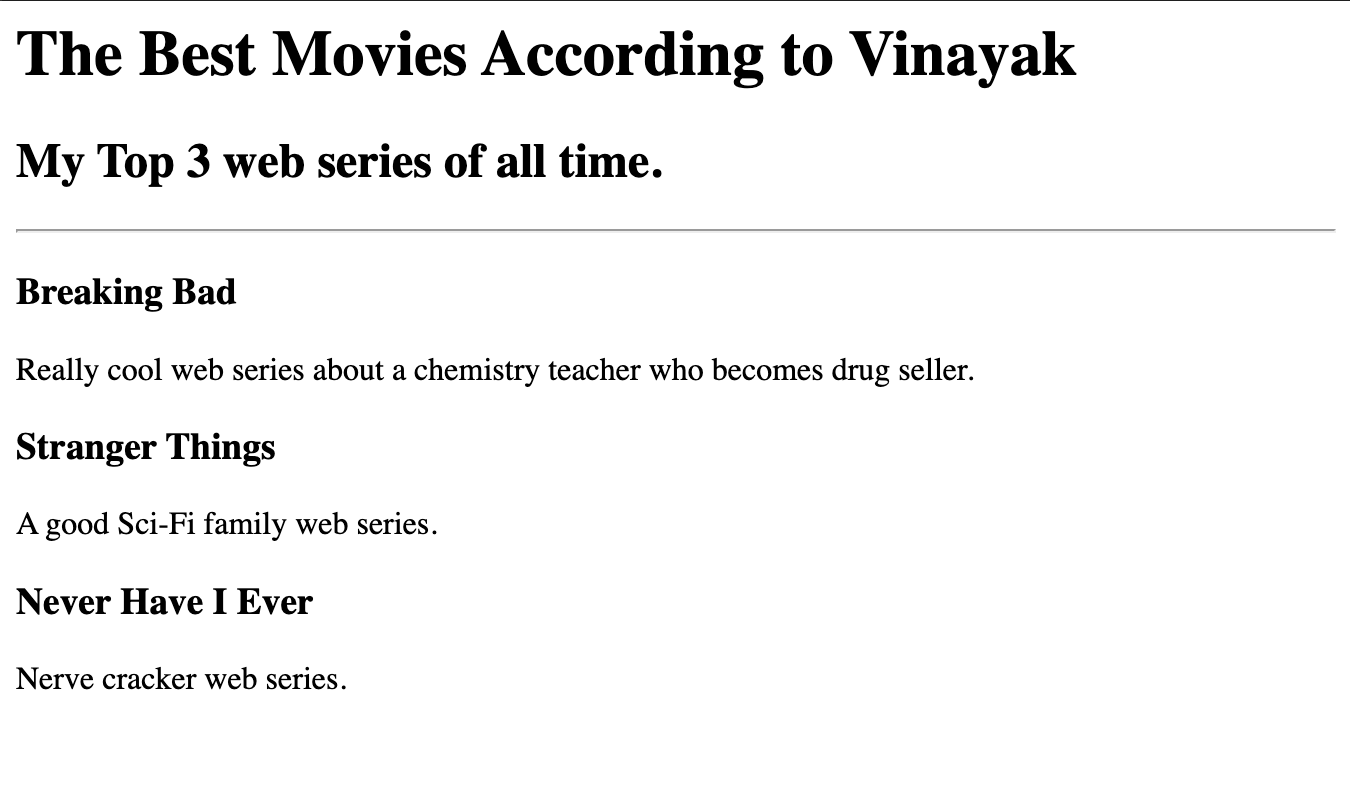 The Best Movies According to Vinayak
My Top 3 web series of all time.
Breaking Bad
Really cool web series about a chemistry teacher who becomes drug seller.
Stranger Things
A good Sci-Fi family web series.
Never Have I Ever
Nerve cracker web series.